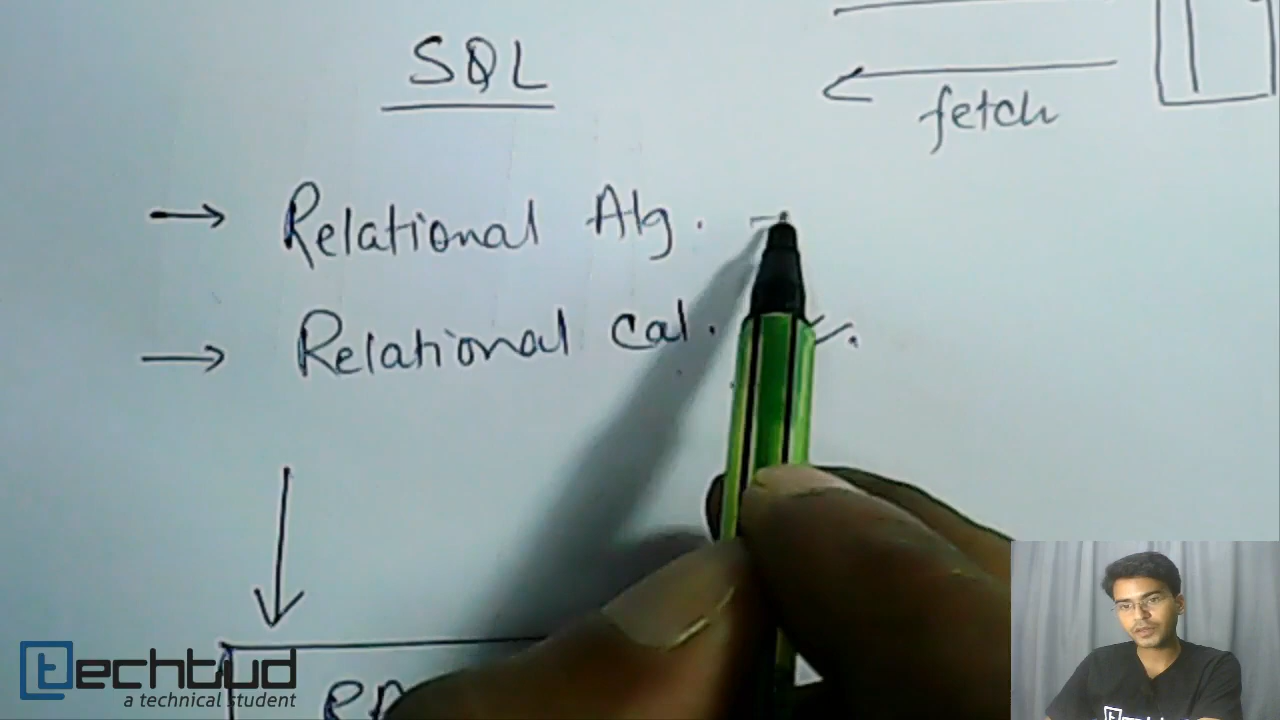 SQL
fetch
→ Relational Alg. -
→ Relational Cal.
techtud
a technical student